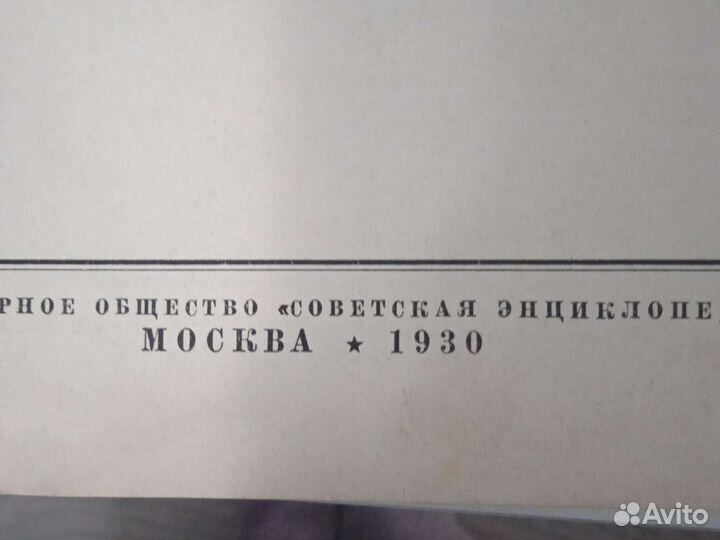 РНОЕ ОБЩЕСТВО «СОВЕТСКАЯ ЭНЦИКЛОПЕ
МОСКВА ★ 1930
Avito